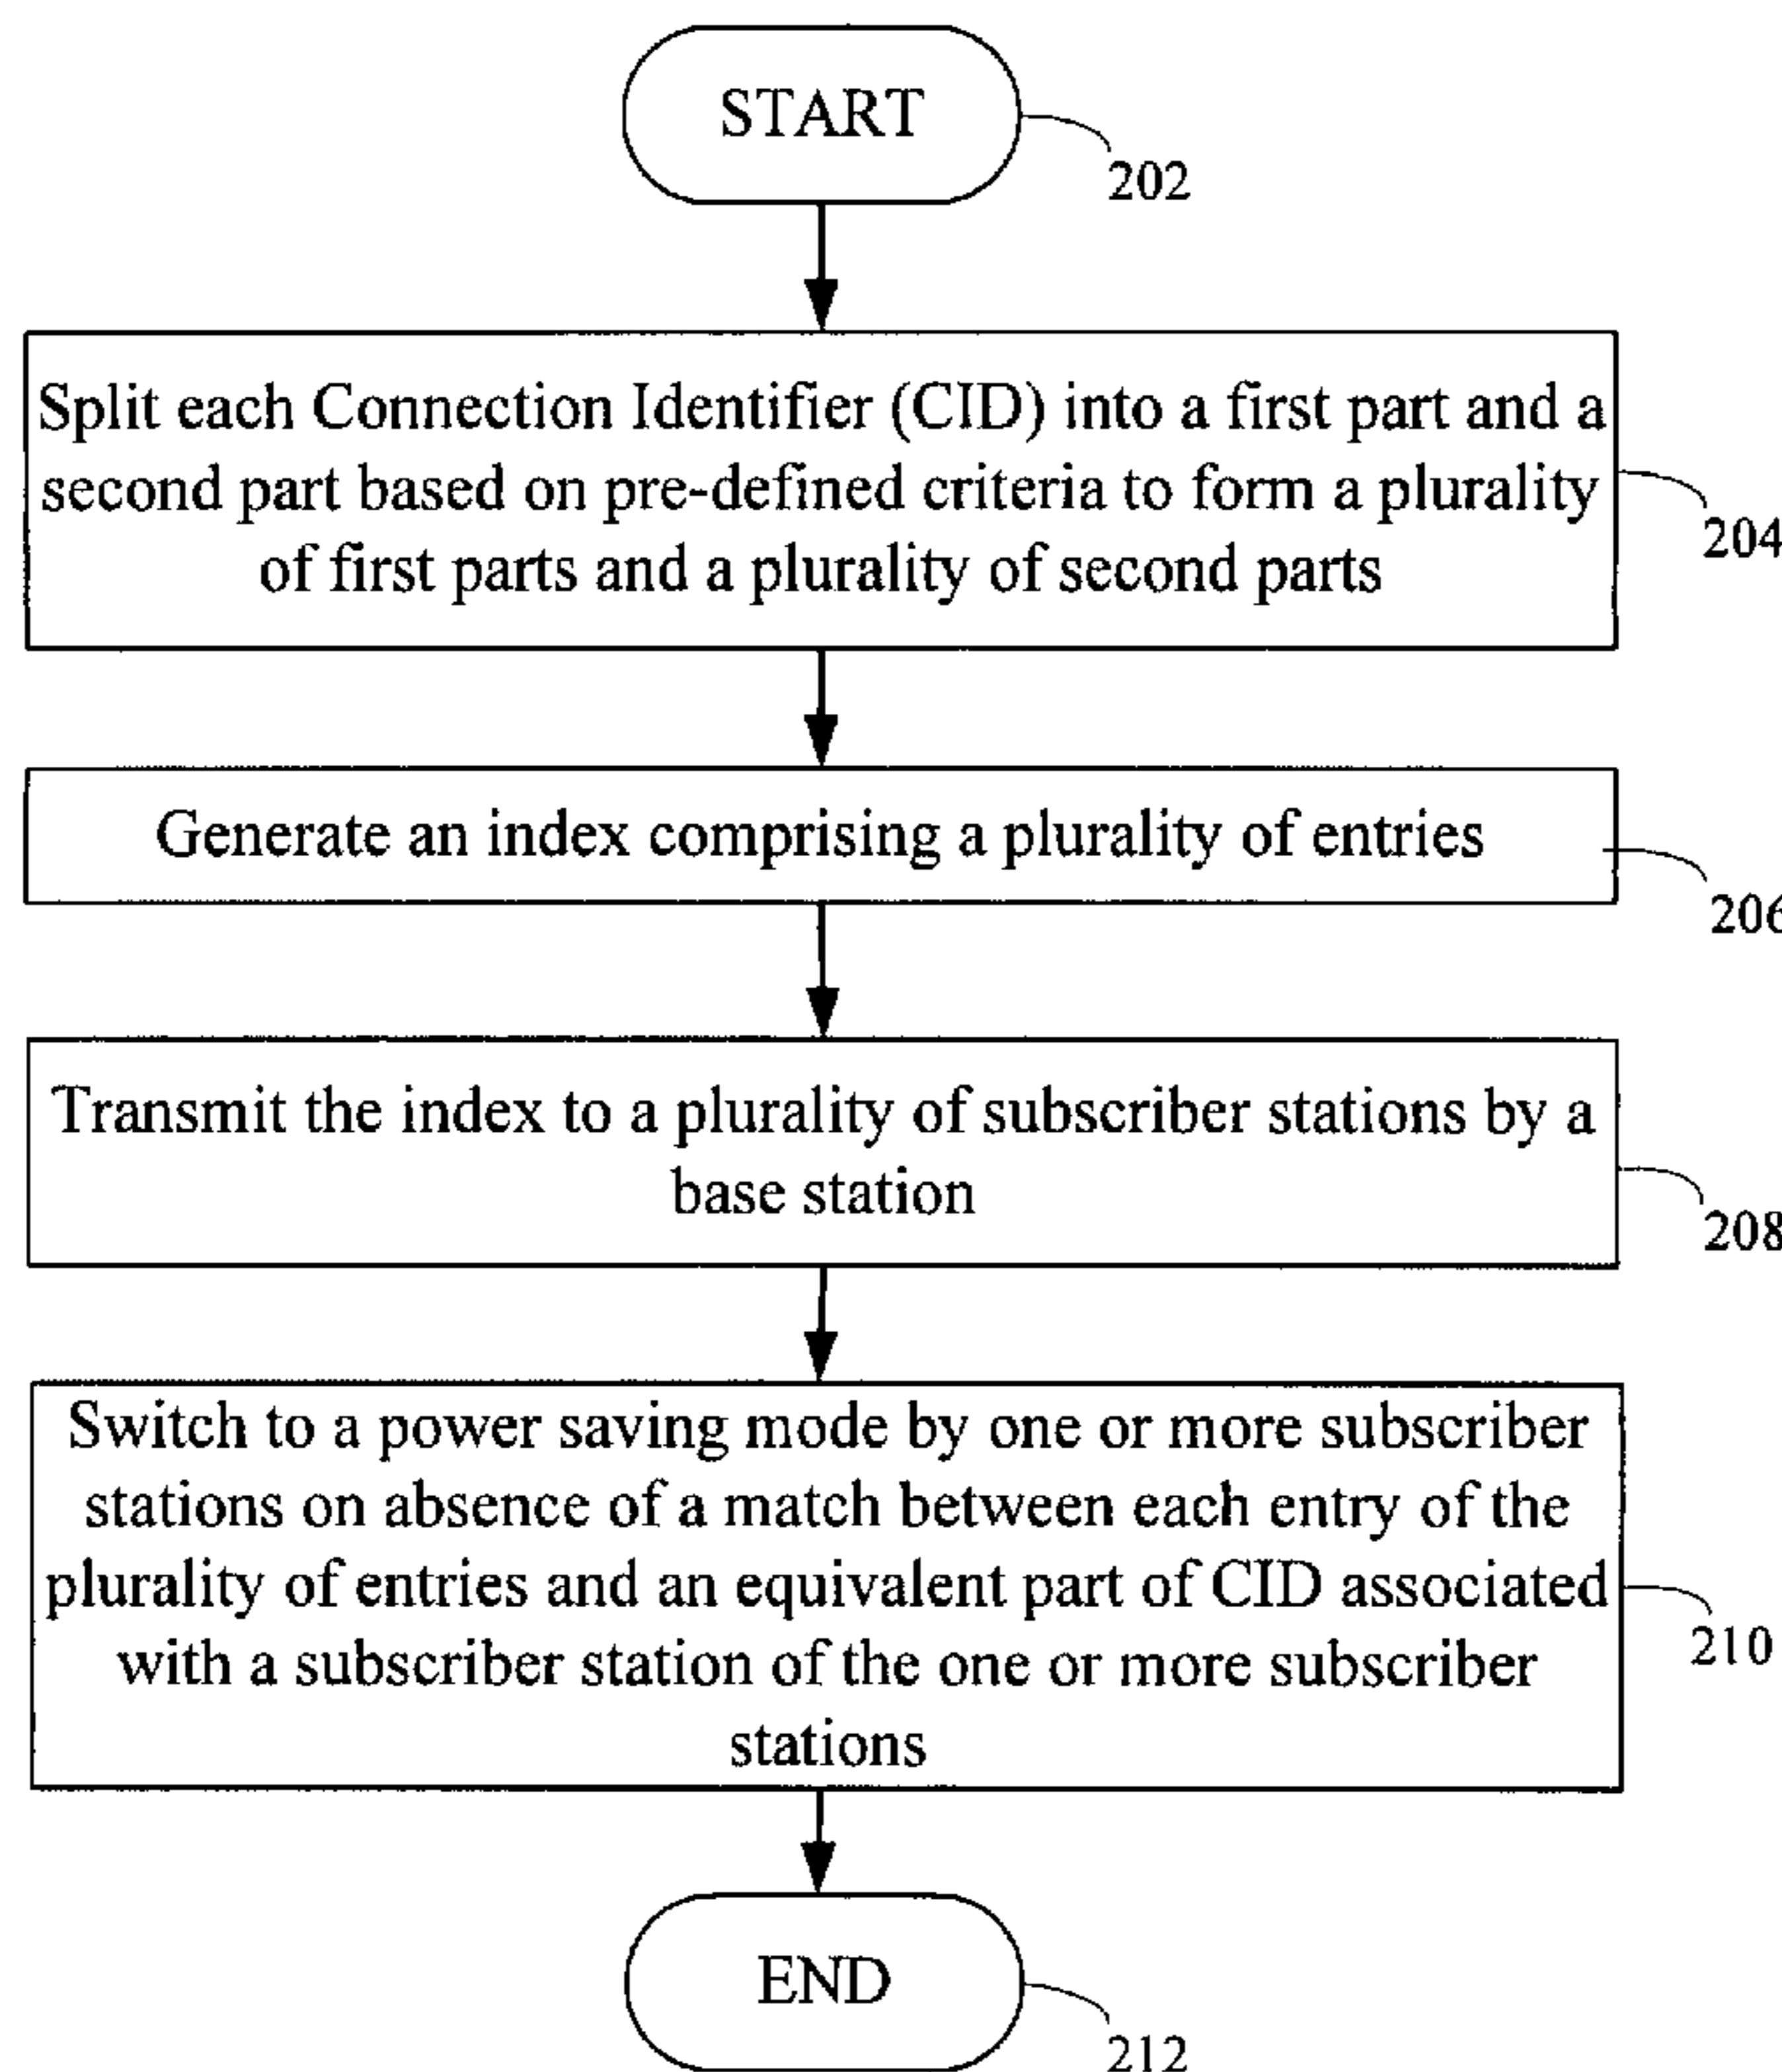 START
202
Split each Connection Identifier (CID) into a first part and a
second part based on pre-defined criteria to form a plurality
of first parts and a plurality of second parts
204
Generate an index comprising a plurality of entries
206
Transmit the index to a plurality of subscriber stations by a
base station
208
Switch to a power saving mode by one or more subscriber
stations on absence of a match between each entry of the
plurality of entries and an equivalent part of CID associated
with a subscriber station of the one or more subscriber
stations
210
END
212